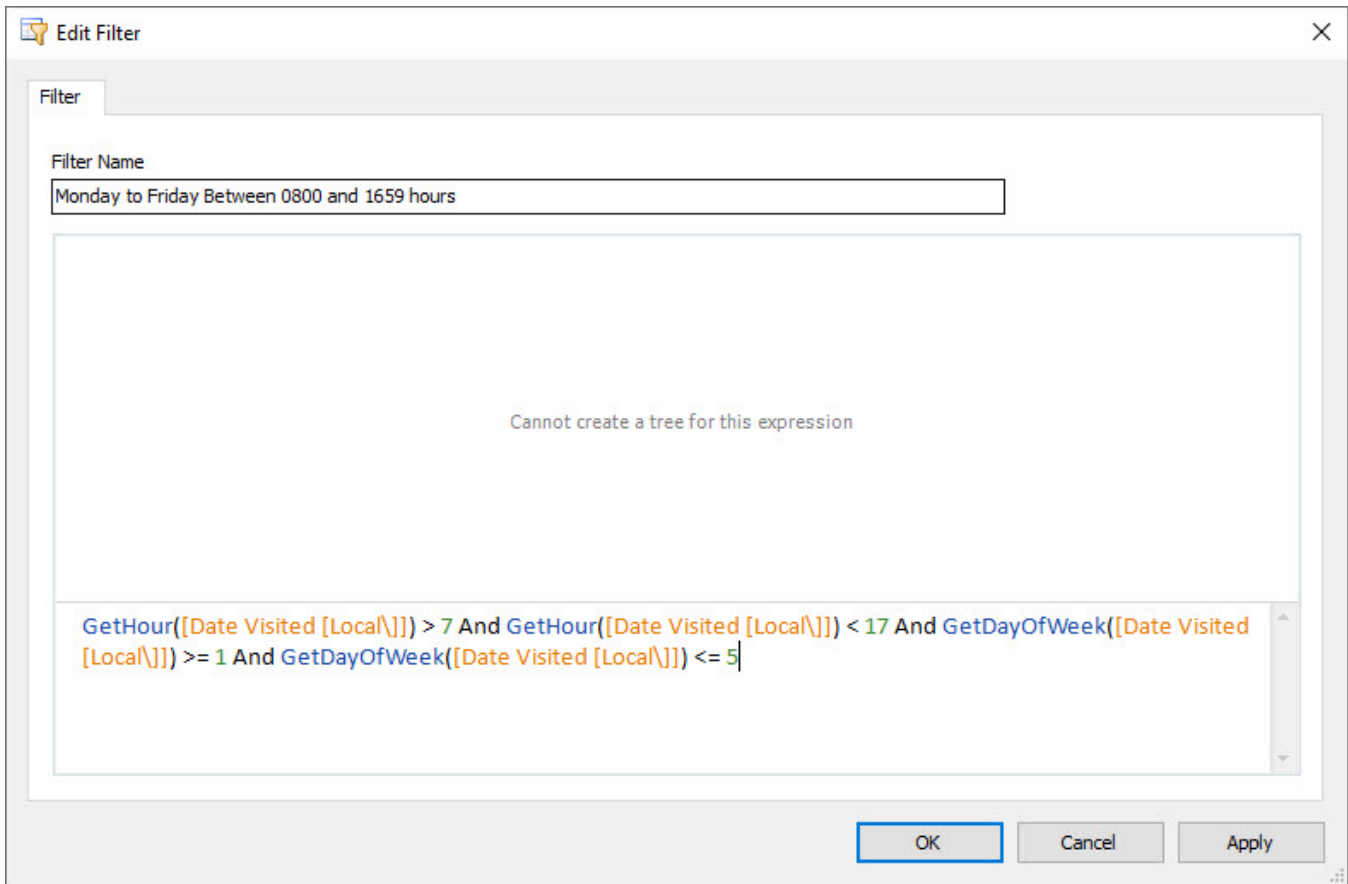 Edit Filter
Filter
Filter Name
Monday to Friday Between 0800 and 1659 hours
Cannot create a tree for this expression
GetHour([Date Visited [Local\]]) > 7 And GetHour([Date Visited [Local\]]) < 17 And GetDayOfWeek([Date Visited
[Local\]]) >= 1 And GetDayOfWeek([Date Visited [Local\]]) <= 5
OK
Cancel
Apply